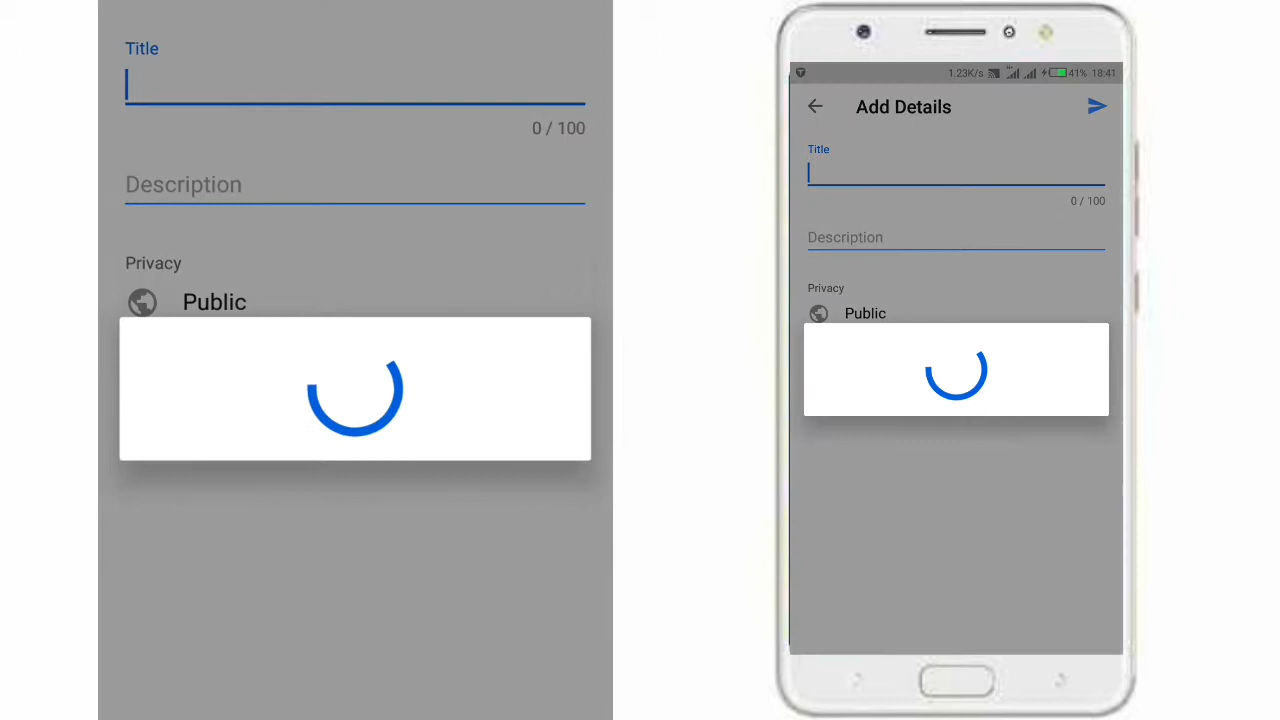 Title
0 / 100
Description
Privacy
Public
1.23K/s 41% 18:41
Add Details
Title
0 / 100
Description
Privacy
Public